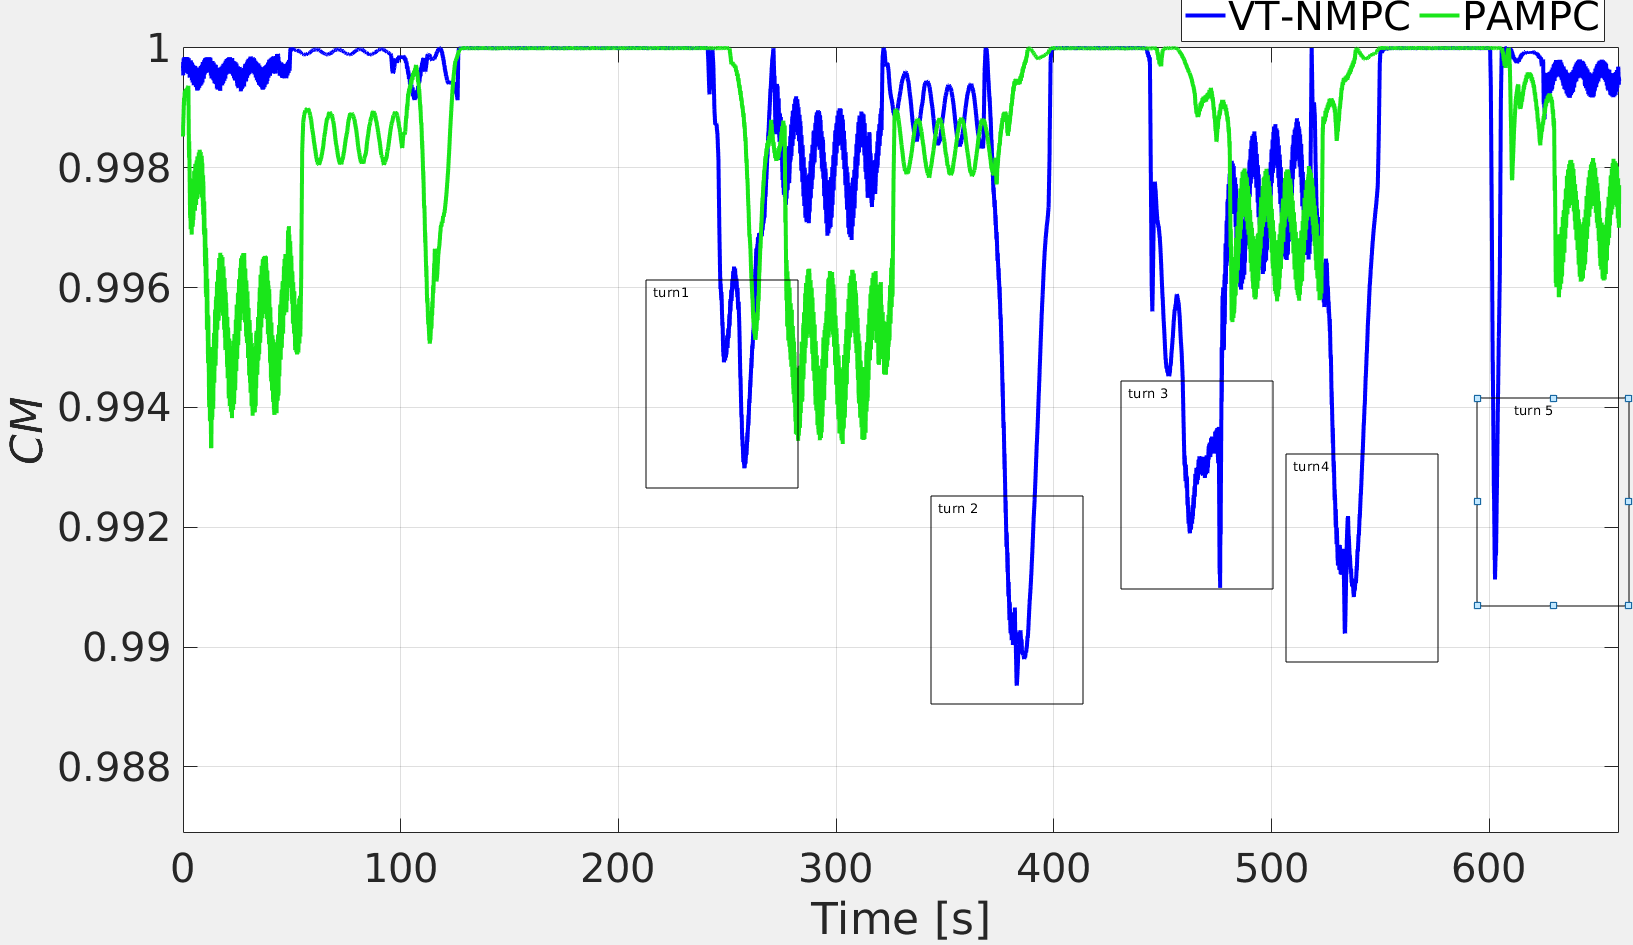 VT-NMPC PAMPC
1
0.998
0.996
0.994
0.992
0.99
0.988
CM
turn1
turn 2
turn 3
turn4
turn 5
0 100 200 300 400 500 600
Time [s]